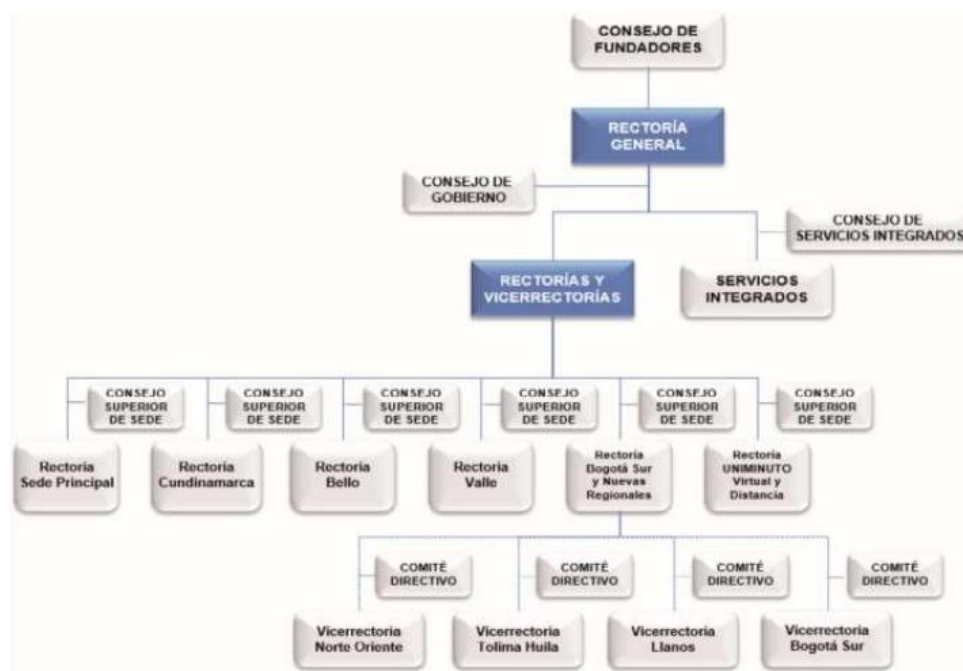 CONSEJO DE
FUNDADORES
RECTORÍA
GENERAL
CONSEJO DE
GOBIERNO
CONSEJO DE
SERVICIOS INTEGRADOS
RECTORÍAS Y
VICERRECTORÍAS
SERVICIOS
INTEGRADOS
CONSEJO
SUPERIOR
DE SEDE
CONSEJO
SUPERIOR
DE SEDE
CONSEJO
SUPERIOR
DE SEDE
CONSEJO
SUPERIOR
DE SEDE
CONSEJO
SUPERIOR
DE SEDE
CONSEJO
SUPERIOR
DE SEDE
Rectoría
Sede Principal
Rectoría
Cundinamarca
Rectoría
Bello
Rectoría
Valle
Rectoría
Bogotá Sur
y Nuevas
Regionales
Rectoría
UNIMINUTO
Virtual y
Distancia
COMITÉ
DIRECTIVO
COMITÉ
DIRECTIVO
COMITÉ
DIRECTIVO
COMITÉ
DIRECTIVO
Vicerrectoría
Norte Oriente
Vicerrectoría
Tolima Huila
Vicerrectoría
Llanos
Vicerrectoría
Bogotá Sur